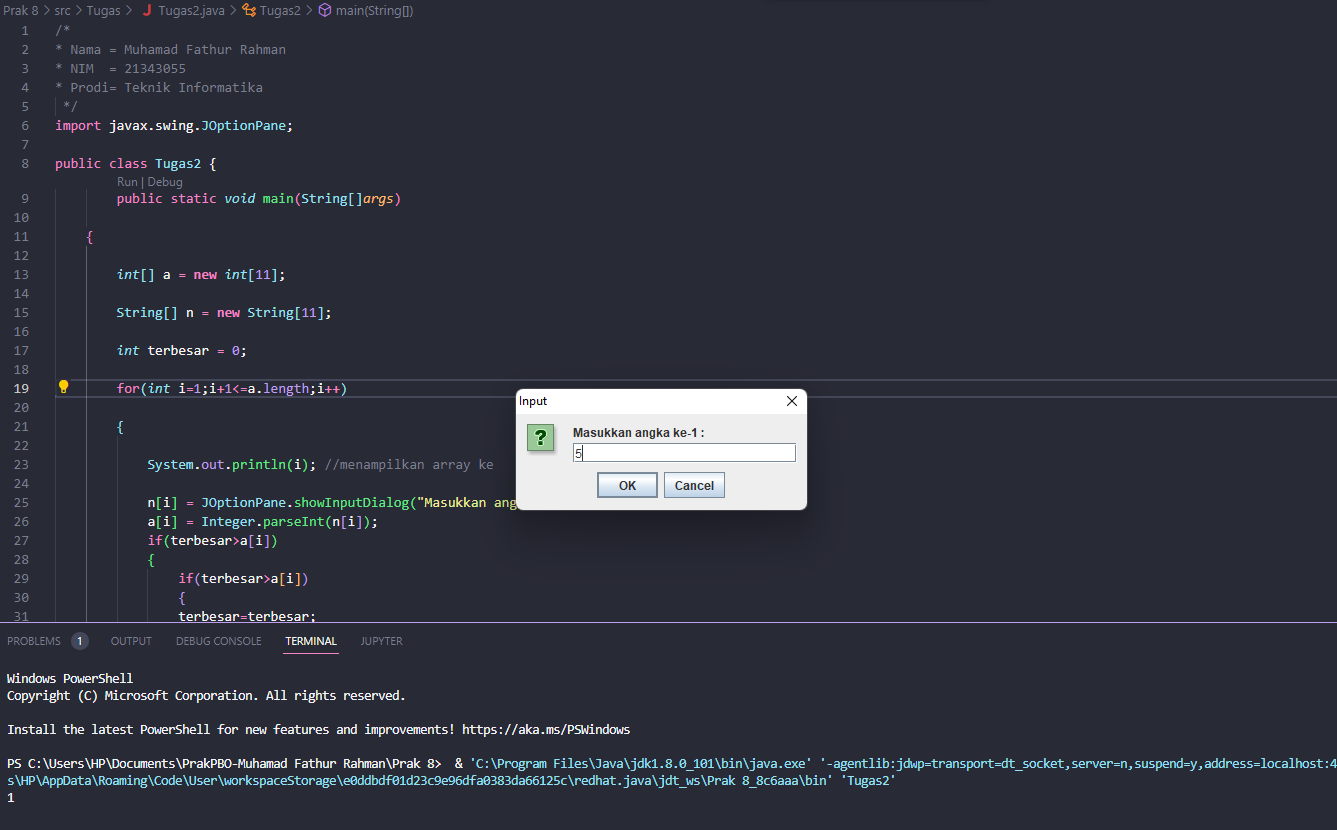 Prak 8 > src > Tugas > J Tugas2.java > Tugas2 > main(String[])
1 /*
2 * Nama = Muhamad Fathur Rahman
3 * NIM  = 21343055
4 * Prodi= Teknik Informatika
5 */
6 import javax.swing.JOptionPane;
7
8 public class Tugas2 {
Run | Debug
9 public static void main(String[]args)
10
11 {
12
13 int[] a = new int[11];
14
15 String[] n = new String[11];
16
17 int terbesar = 0;
18
19 for(int i=1;i+1<=a.length;i++)
20
21 {
22
23 System.out.println(i); //menampilkan array ke
24
25 n[i] = JOptionPane.showInputDialog("Masukkan ang
26 a[i] = Integer.parseInt(n[i]);
27 if(terbesar>a[i])
28 {
29 if(terbesar>a[i])
30 {
31 terbesar=terbesar;
Input
Masukkan angka ke-1 :
5
OK Cancel
PROBLEMS 1 OUTPUT DEBUG CONSOLE TERMINAL JUPYTER
Windows PowerShell
Copyright (C) Microsoft Corporation. All rights reserved.
Install the latest PowerShell for new features and improvements! https://aka.ms/PSWindows
PS C:\Users\HP\Documents\PrakPBO-Muhamad Fathur Rahman\Prak 8>  & 'C:\Program Files\Java\jdk1.8.0_101\bin\java.exe' '-agentlib:jdwp=transport=dt_socket,server=n,suspend=y,address=localhost:4
s\HP\AppData\Roaming\Code\User\workspaceStorage\e0ddbdf01d23c9e96dfa0383da66125c\redhat.java\jdt_ws\Prak 8_8c6aaa\bin' 'Tugas2'
1